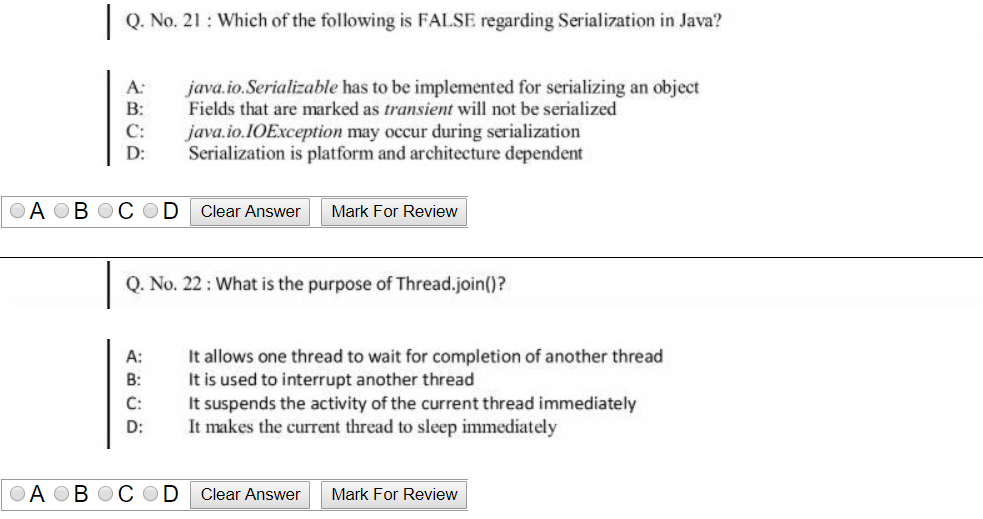 Q. No. 21 : Which of the following is FALSE regarding Serialization in Java?
A: java.io.Serializable has to be implemented for serializing an object
B: Fields that are marked as transient will not be serialized
C: java.io.IOException may occur during serialization
D: Serialization is platform and architecture dependent
A B C D Clear Answer Mark For Review
Q. No. 22 : What is the purpose of Thread.join()?
A: It allows one thread to wait for completion of another thread
B: It is used to interrupt another thread
C: It suspends the activity of the current thread immediately
D: It makes the current thread to sleep immediately
A B C D Clear Answer Mark For Review